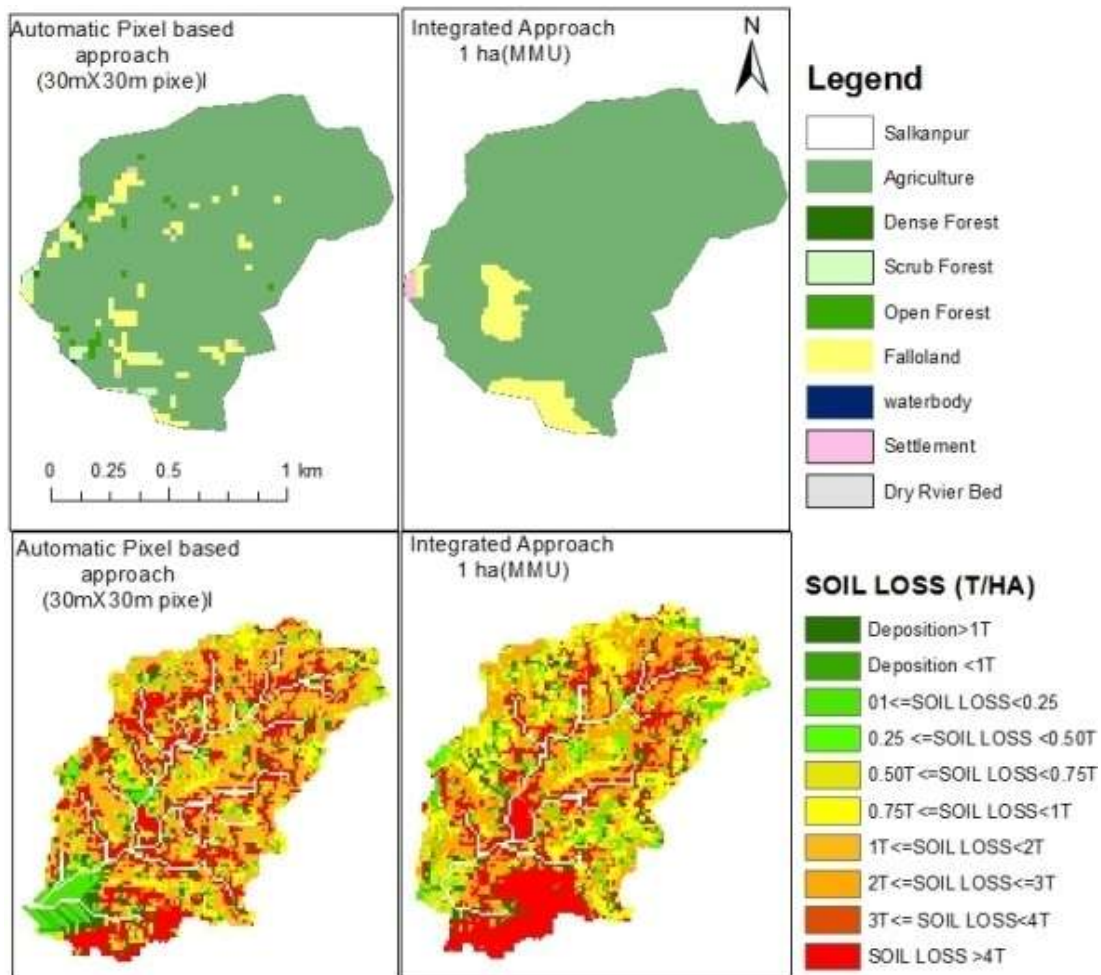 Automatic Pixel based
approach
(30mX30m pixe)l
Integrated Approach
1 ha(MMU)
N
0 0.25 0.5 1 km
Legend
Salkanpur
Agriculture
Dense Forest
Scrub Forest
Open Forest
Falloland
waterbody
Settlement
Dry Rvier Bed
Automatic Pixel based
approach
(30mX30m pixe)l
Integrated Approach
1 ha(MMU)
SOIL LOSS (T/HA)
Deposition>1T
Deposition <1T
01<=SOIL LOSS<0.25
0.25 <=SOIL LOSS <0.50T
0.50T <=SOIL LOSS<0.75T
0.75T <=SOIL LOSS<1T
1T<=SOIL LOSS<2T
2T<=SOIL LOSS<=3T
3T<= SOIL LOSS<4T
SOIL LOSS >4T